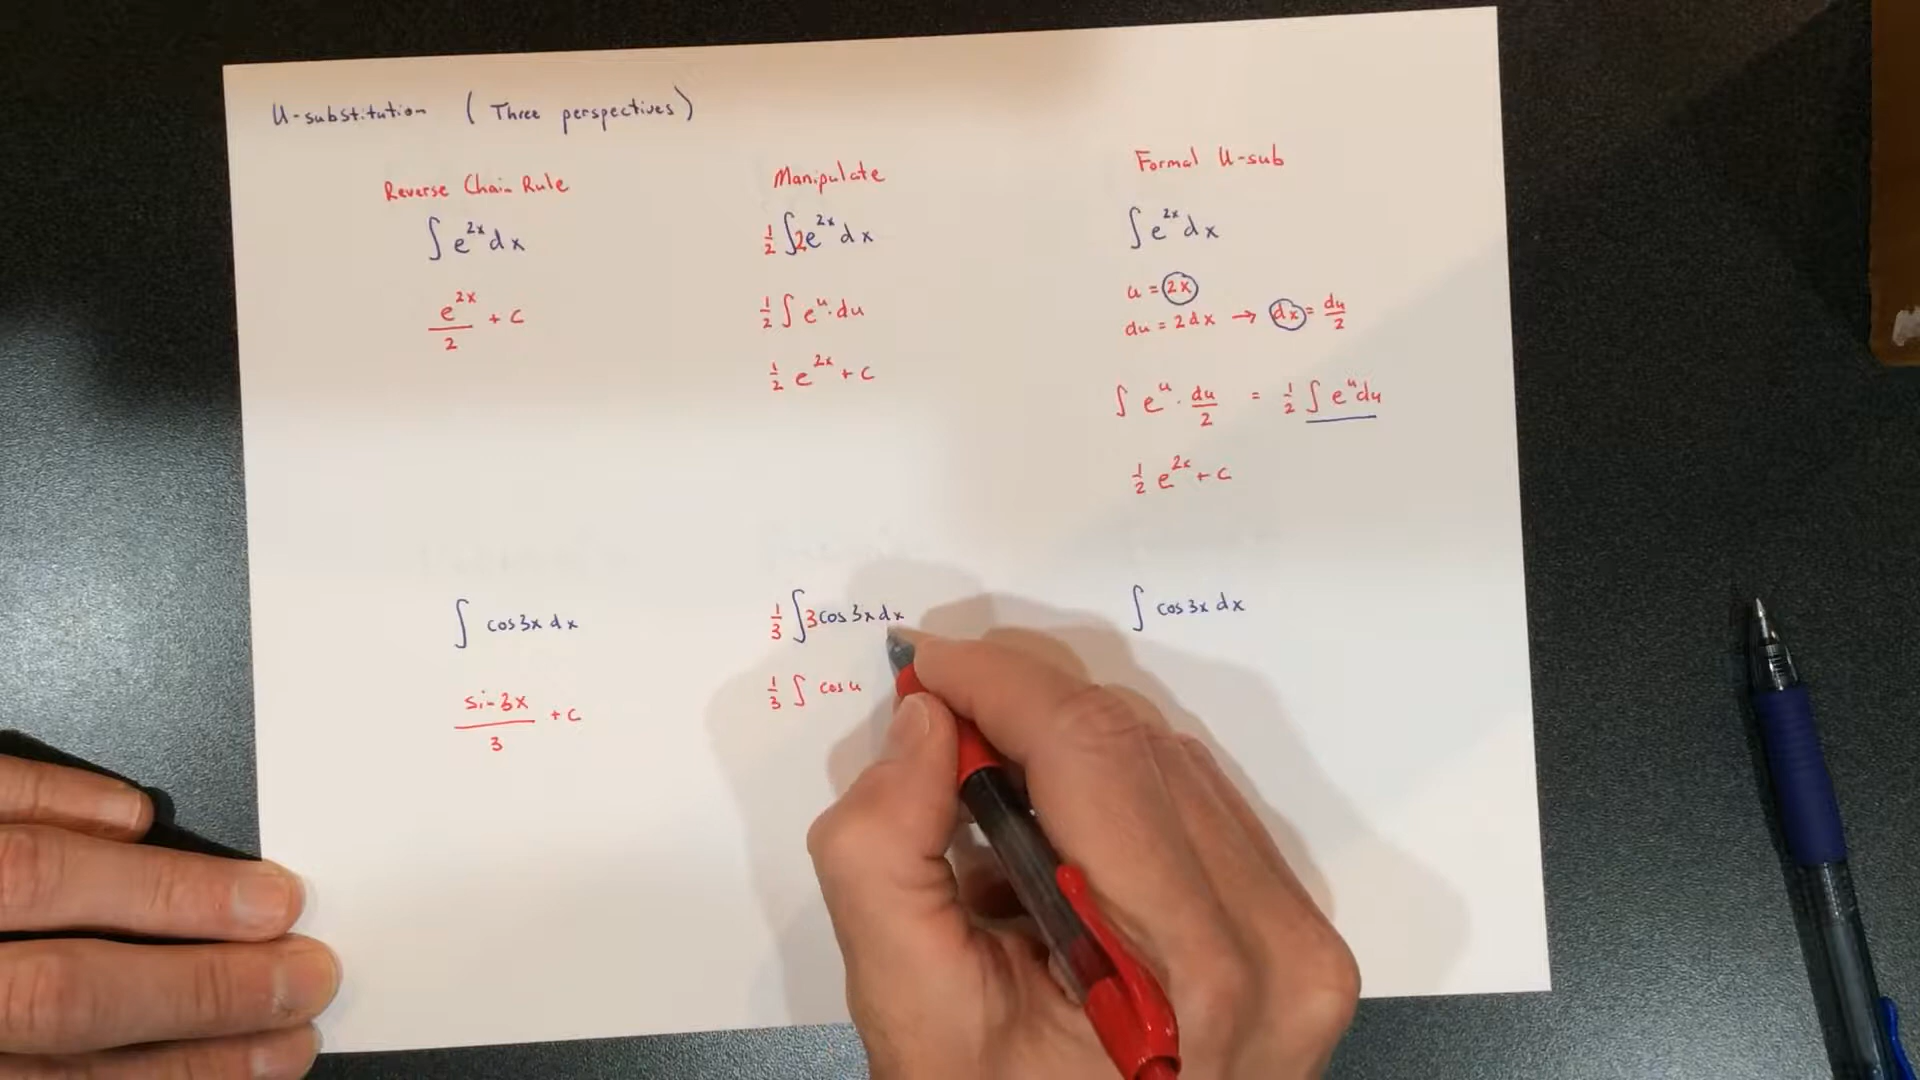 U-substitution (Three perspectives)
Reverse Chain Rule
∫ e^{2x} dx
e^{2x}/2 + c
∫ cos 3x dx
sin 3x/3 + c
Manipulate
1/2 ∫ 2e^{2x} dx
1/2 ∫ e^u · du
1/2 e^{2x} + c
1/3 ∫ 3cos 3x dx
1/3 ∫ cos u
Formal U-sub
∫ e^{2x} dx
u = 2x
du = 2dx → dx = du/2
∫ e^u · du/2 = 1/2 ∫ e^u du
1/2 e^{2x} + c
∫ cos 3x dx